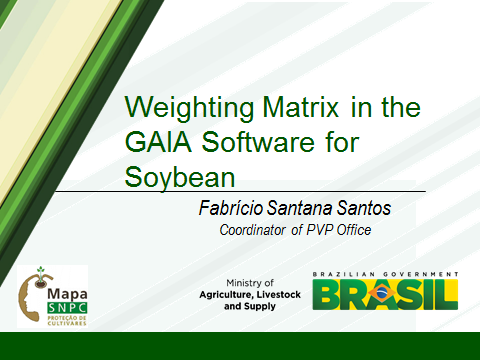 Weighting Matrix in the
GAIA Software for
Soybean
Fabrício Santana Santos
Coordinator of PVP Office
Mapa
SNPC
PROTEÇÃO DE
CULTIVARES
Ministry of
Agriculture, Livestock
and Supply
BRAZILIAN GOVERNMENT
BRASIL